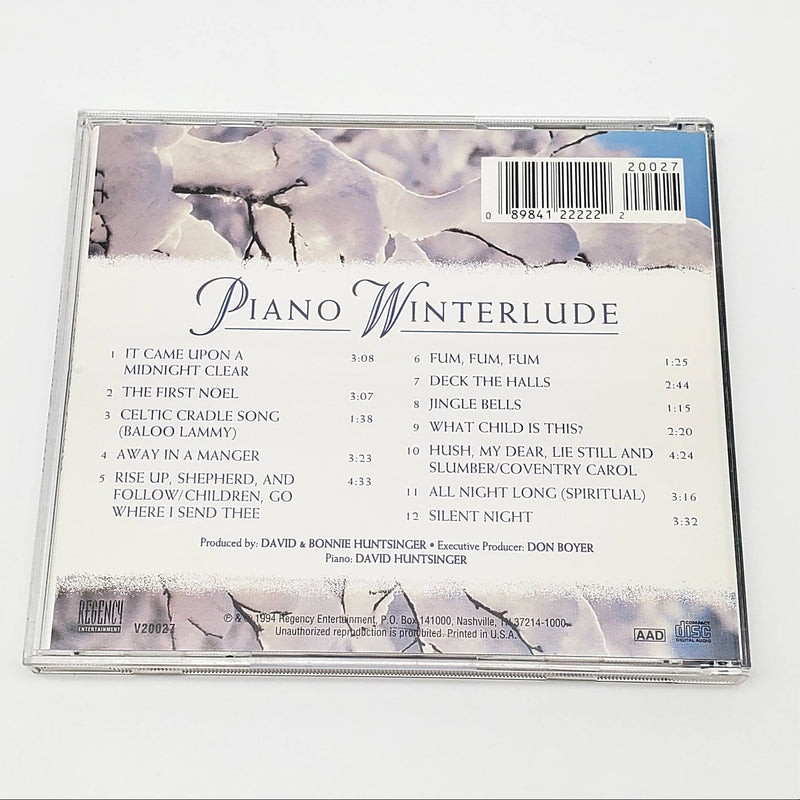 20027
0 89841 22222 2
PIANO WINTERLUDE
1 IT CAME UPON A
MIDNIGHT CLEAR 3:08
2 THE FIRST NOEL 3:07
3 CELTIC CRADLE SONG
(BALOO LAMMY) 1:38
4 AWAY IN A MANGER 3:23
5 RISE UP, SHEPHERD, AND
FOLLOW/CHILDREN, GO
WHERE I SEND THEE 4:33
6 FUM, FUM, FUM 1:25
7 DECK THE HALLS 2:44
8 JINGLE BELLS 1:15
9 WHAT CHILD IS THIS? 2:20
10 HUSH, MY DEAR, LIE STILL AND
SLUMBER/COVENTRY CAROL 4:24
11 ALL NIGHT LONG (SPIRITUAL) 3:16
12 SILENT NIGHT 3:32
Produced by: DAVID & BONNIE HUNTSINGER • Executive Producer: DON BOYER
Piano: DAVID HUNTSINGER
REGENCY
ENTERTAINMENT
V20027
℗ & © 1994 Regency Entertainment, P.O. Box 141000, Nashville, TN 37214-1000
Unauthorized reproduction is prohibited. Printed in U.S.A.
AAD
COMPACT
disc
DIGITAL AUDIO